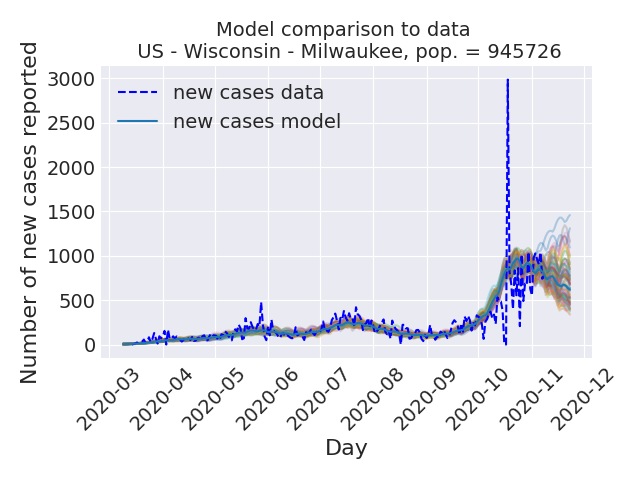 Model comparison to data
US - Wisconsin - Milwaukee, pop. = 945726
Number of new cases reported
3000
2500
2000
1500
1000
500
0
new cases data
new cases model
2020-03
2020-04
2020-05
2020-06
2020-07
2020-08
2020-09
2020-10
2020-11
2020-12
Day